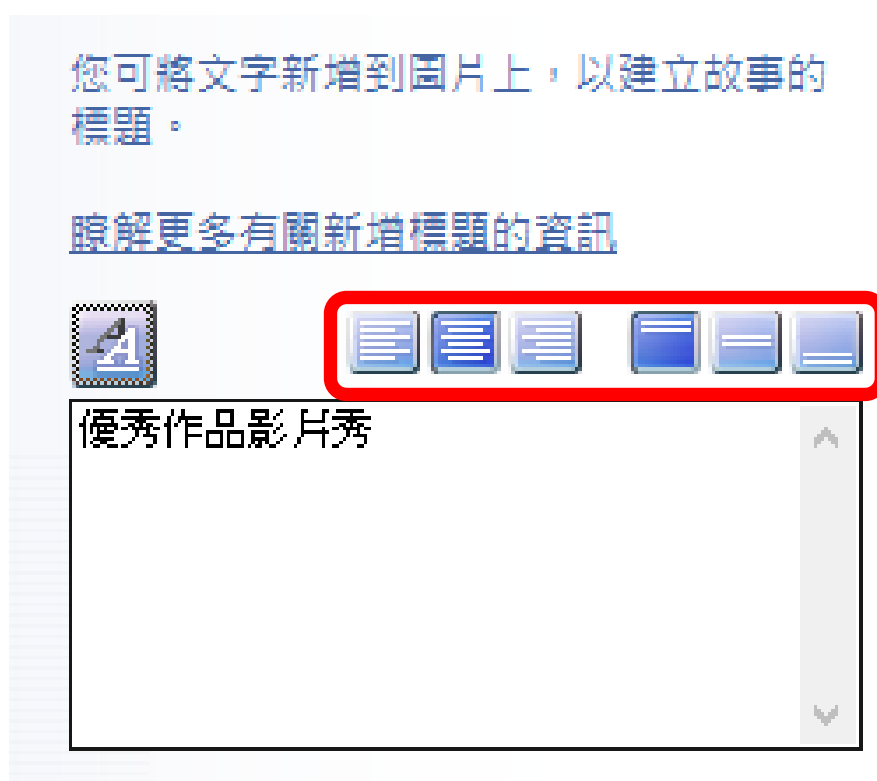 您可將文字新增到圖片上，以建立故事的
標題。
瞭解更多有關新增標題的資訊
A
優秀作品影片秀